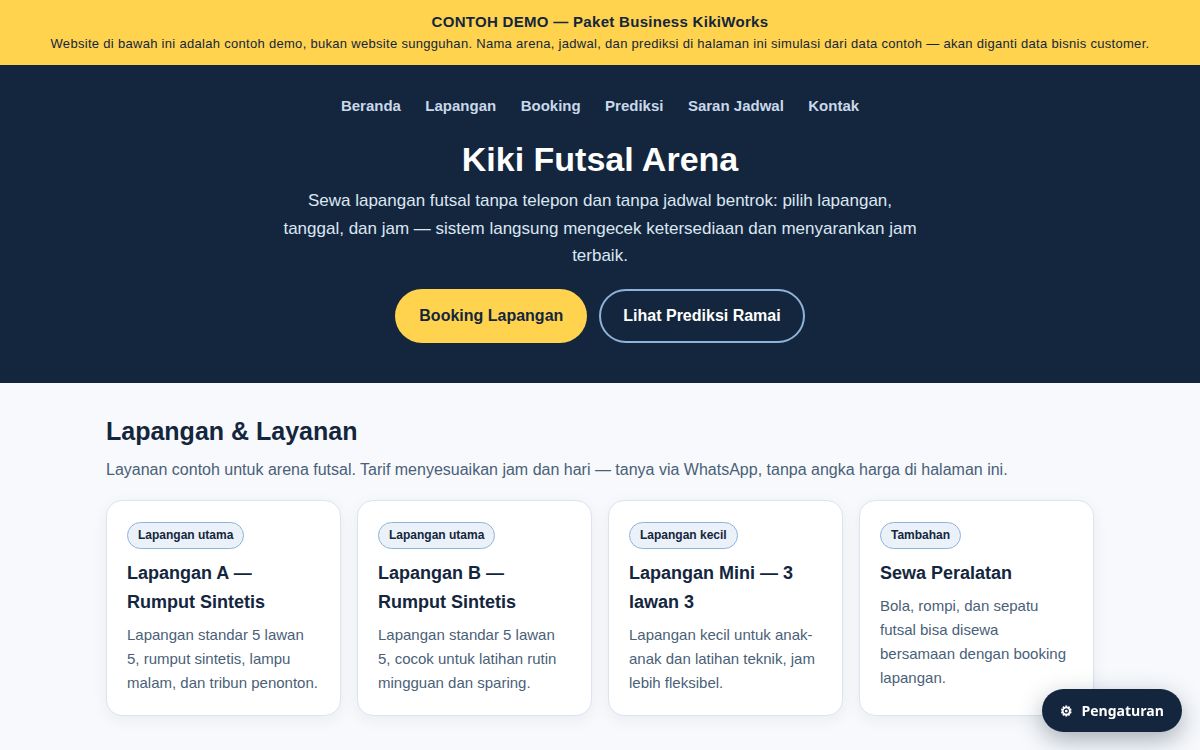 CONTOH DEMO — Paket Business KikiWorks
Website di bawah ini adalah contoh demo, bukan website sungguhan. Nama arena, jadwal, dan prediksi di halaman ini simulasi dari data contoh — akan diganti data bisnis customer.
Beranda Lapangan Booking Prediksi Saran Jadwal Kontak
Kiki Futsal Arena
Sewa lapangan futsal tanpa telepon dan tanpa jadwal bentrok: pilih lapangan,
tanggal, dan jam — sistem langsung mengecek ketersediaan dan menyarankan jam
terbaik.
Booking Lapangan
Lihat Prediksi Ramai
Lapangan & Layanan
Layanan contoh untuk arena futsal. Tarif menyesuaikan jam dan hari — tanya via WhatsApp, tanpa angka harga di halaman ini.
Lapangan utama
Lapangan A —
Rumput Sintetis
Lapangan standar 5 lawan
5, rumput sintetis, lampu
malam, dan tribun penonton.
Lapangan utama
Lapangan B —
Rumput Sintetis
Lapangan standar 5 lawan
5, cocok untuk latihan rutin
mingguan dan sparing.
Lapangan kecil
Lapangan Mini — 3
lawan 3
Lapangan kecil untuk anak-
anak dan latihan teknik, jam
lebih fleksibel.
Tambahan
Sewa Peralatan
Bola, rompi, dan sepatu
futsal bisa disewa
bersamaan dengan booking
lapangan.
⚙ Pengaturan